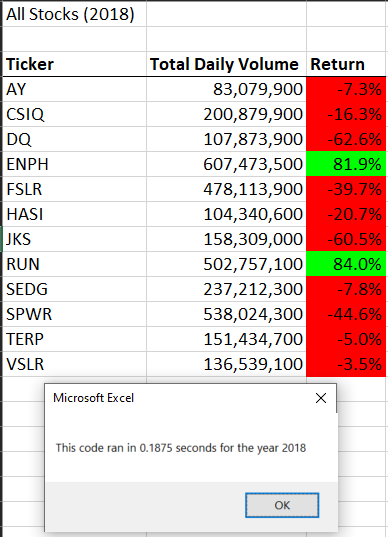 All Stocks (2018)
Ticker Total Daily Volume Return
AY 83,079,900 -7.3%
CSIQ 200,879,900 -16.3%
DQ 107,873,900 -62.6%
ENPH 607,473,500 81.9%
FSLR 478,113,900 -39.7%
HASI 104,340,600 -20.7%
JKS 158,309,000 -60.5%
RUN 502,757,100 84.0%
SEDG 237,212,300 -7.8%
SPWR 538,024,300 -44.6%
TERP 151,434,700 -5.0%
VSLR 136,539,100 -3.5%
Microsoft Excel
This code ran in 0.1875 seconds for the year 2018
OK